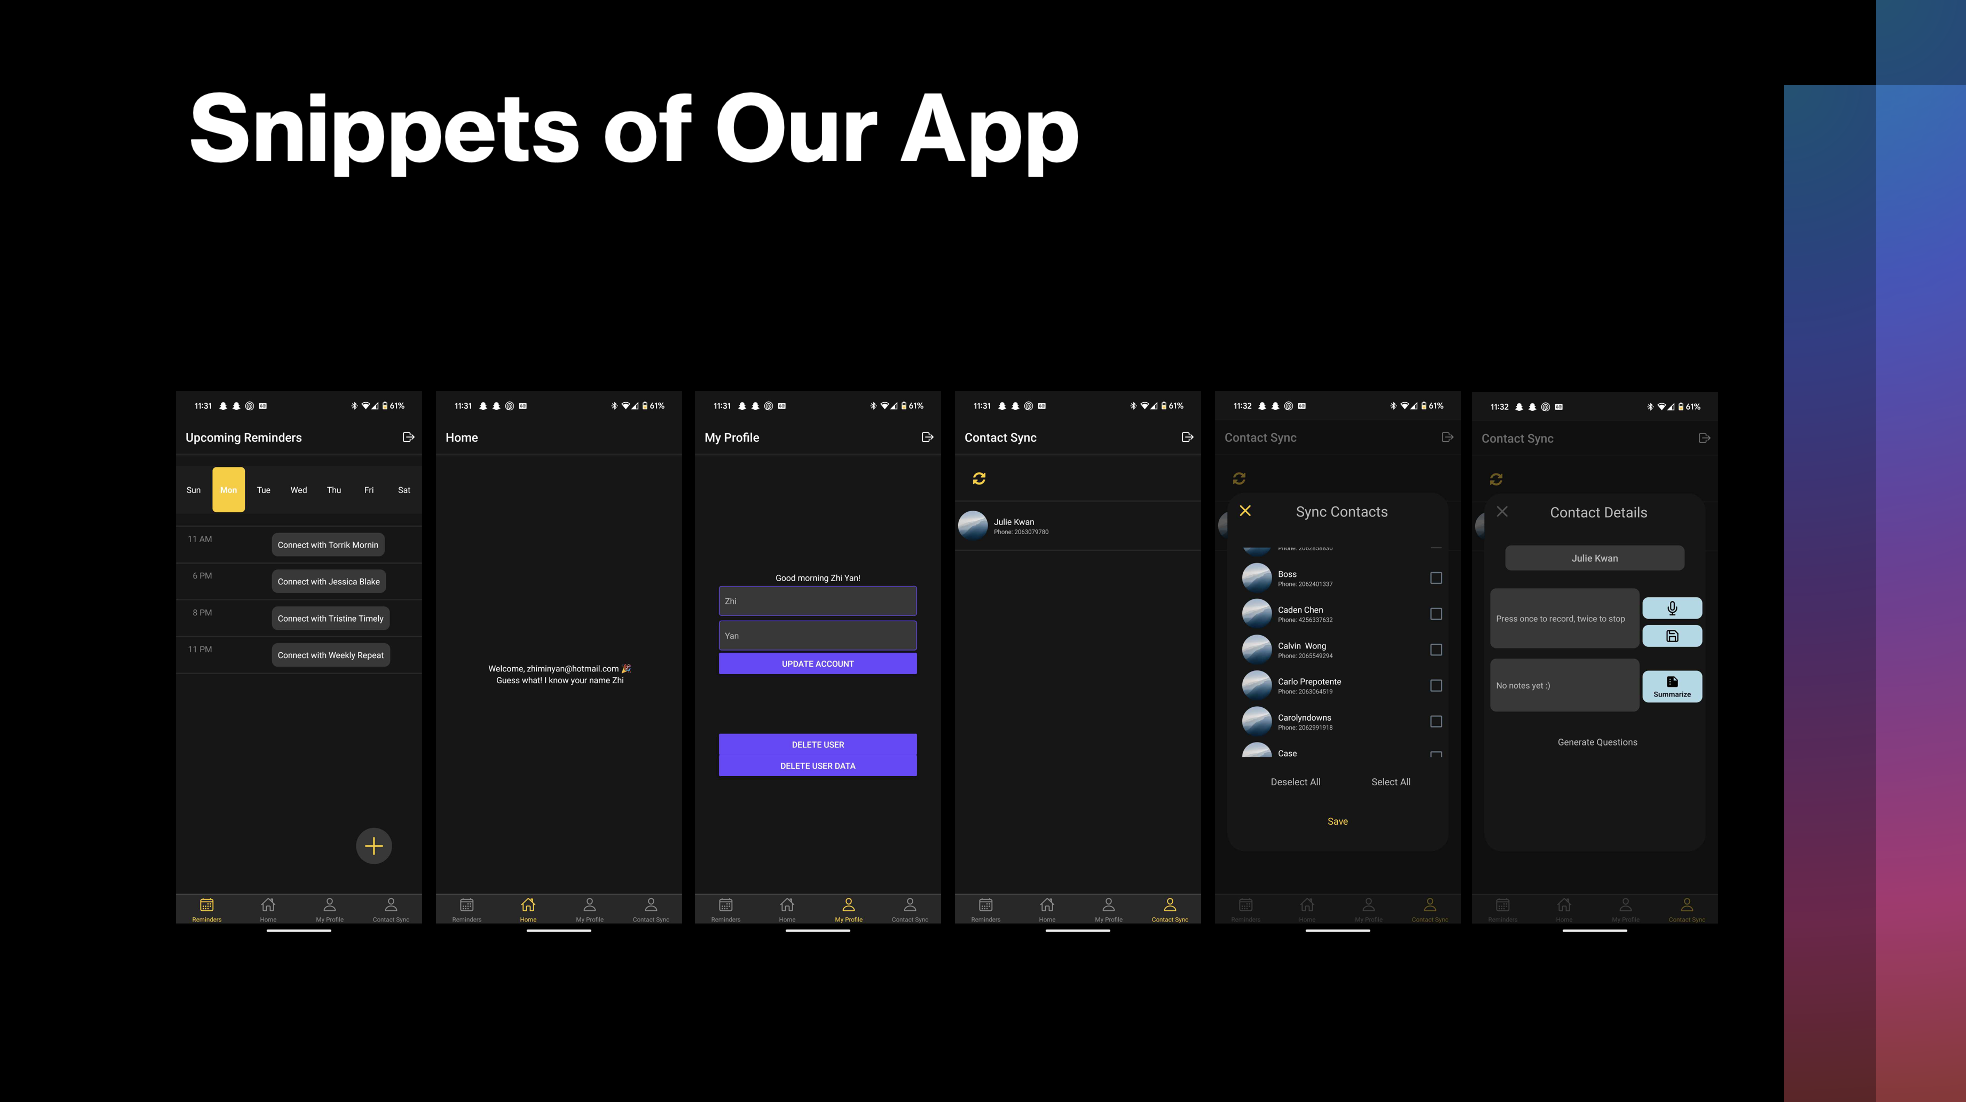 Snippets of Our App
11:31
61%
Upcoming Reminders
Sun Mon Tue Wed Thu Fri Sat
11 AM
Connect with Torrik Mornin
6 PM
Connect with Jessica Blake
8 PM
Connect with Tristine Timely
11 PM
Connect with Weekly Repeat
Reminders Home My Profile Contact Sync
11:31
61%
Home
Welcome, zhiminyan@hotmail.com 🎉
Guess what! I know your name Zhi
Reminders Home My Profile Contact Sync
11:31
61%
My Profile
Good morning Zhi Yan!
Zhi
Yan
UPDATE ACCOUNT
DELETE USER
DELETE USER DATA
Reminders Home My Profile Contact Sync
11:31
61%
Contact Sync
Julie Kwan
Phone: 2063079780
Reminders Home My Profile Contact Sync
11:32
61%
Contact Sync
Sync Contacts
Boss
Phone: 2062401337
Caden Chen
Phone: 4256337632
Calvin Wong
Phone: 2065549294
Carlo Prepotente
Phone: 2063064519
Carolyndowns
Phone: 2062991918
Case
Deselect All Select All
Save
Reminders Home My Profile Contact Sync
11:32
61%
Contact Sync
Contact Details
Julie Kwan
Press once to record, twice to stop
No notes yet :)
Summarize
Generate Questions
Reminders Home My Profile Contact Sync